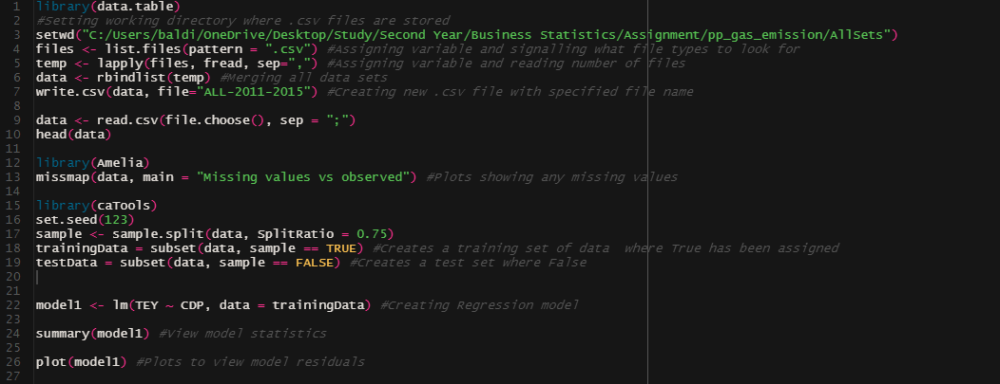 1 library(data.table)
2 #Setting working directory where .csv files are stored
3 setwd("C:/Users/baldi/OneDrive/Desktop/Study/Second Year/Business Statistics/Assignment/pp_gas_emission/AllSets")
4 files <- list.files(pattern = ".csv") #Assigning variable and signalling what file types to look for
5 temp <- lapply(files, fread, sep=",") #Assigning variable and reading number of files
6 data <- rbindlist(temp) #Merging all data sets
7 write.csv(data, file="ALL-2011-2015") #Creating new .csv file with specified file name
8
9 data <- read.csv(file.choose(), sep = ";")
10 head(data)
11
12 library(Amelia)
13 missmap(data, main = "Missing values vs observed") #Plots showing any missing values
14
15 library(caTools)
16 set.seed(123)
17 sample <- sample.split(data, SplitRatio = 0.75)
18 trainingData = subset(data, sample == TRUE) #Creates a training set of data  where True has been assigned
19 testData = subset(data, sample == FALSE) #Creates a test set where False
20
21
22 model1 <- lm(TEY ~ CDP, data = trainingData) #Creating Regression model
23
24 summary(model1) #View model statistics
25
26 plot(model1) #Plots to view model residuals
27